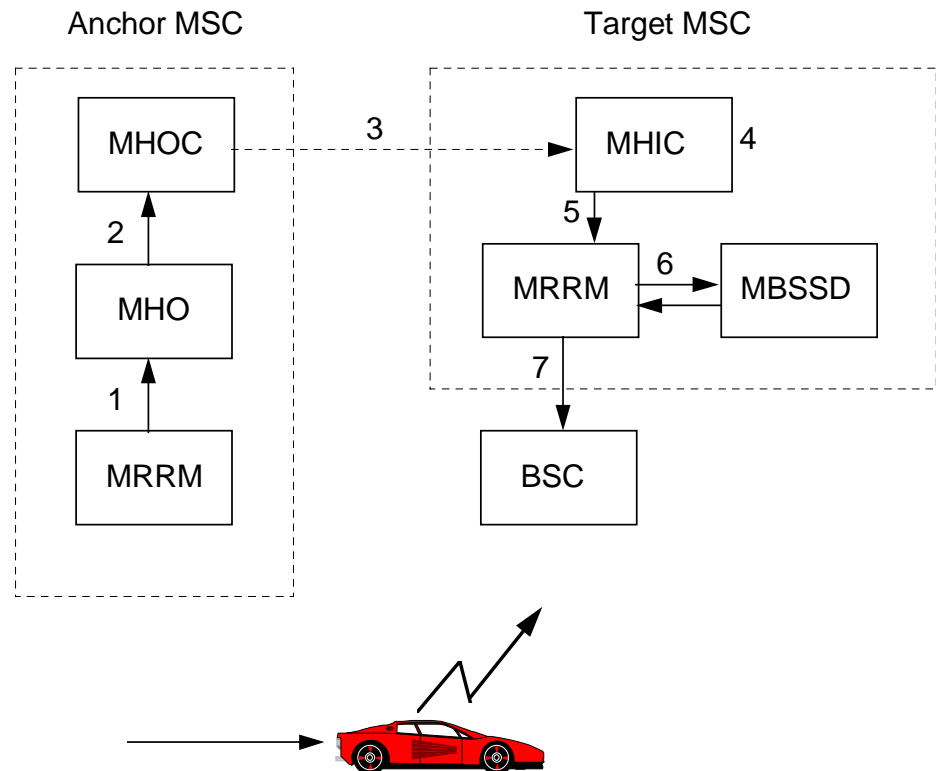 Anchor MSC
Target MSC
MHOC
3
MHIC
4
2
5
MHO
MRRM
6
MBSSD
1
7
MRRM
BSC